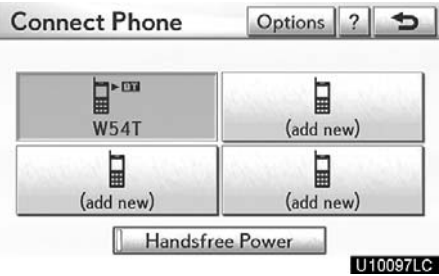 Connect Phone Options ?
BT
W54T (add new)
(add new) (add new)
Handsfree Power
U10097LC